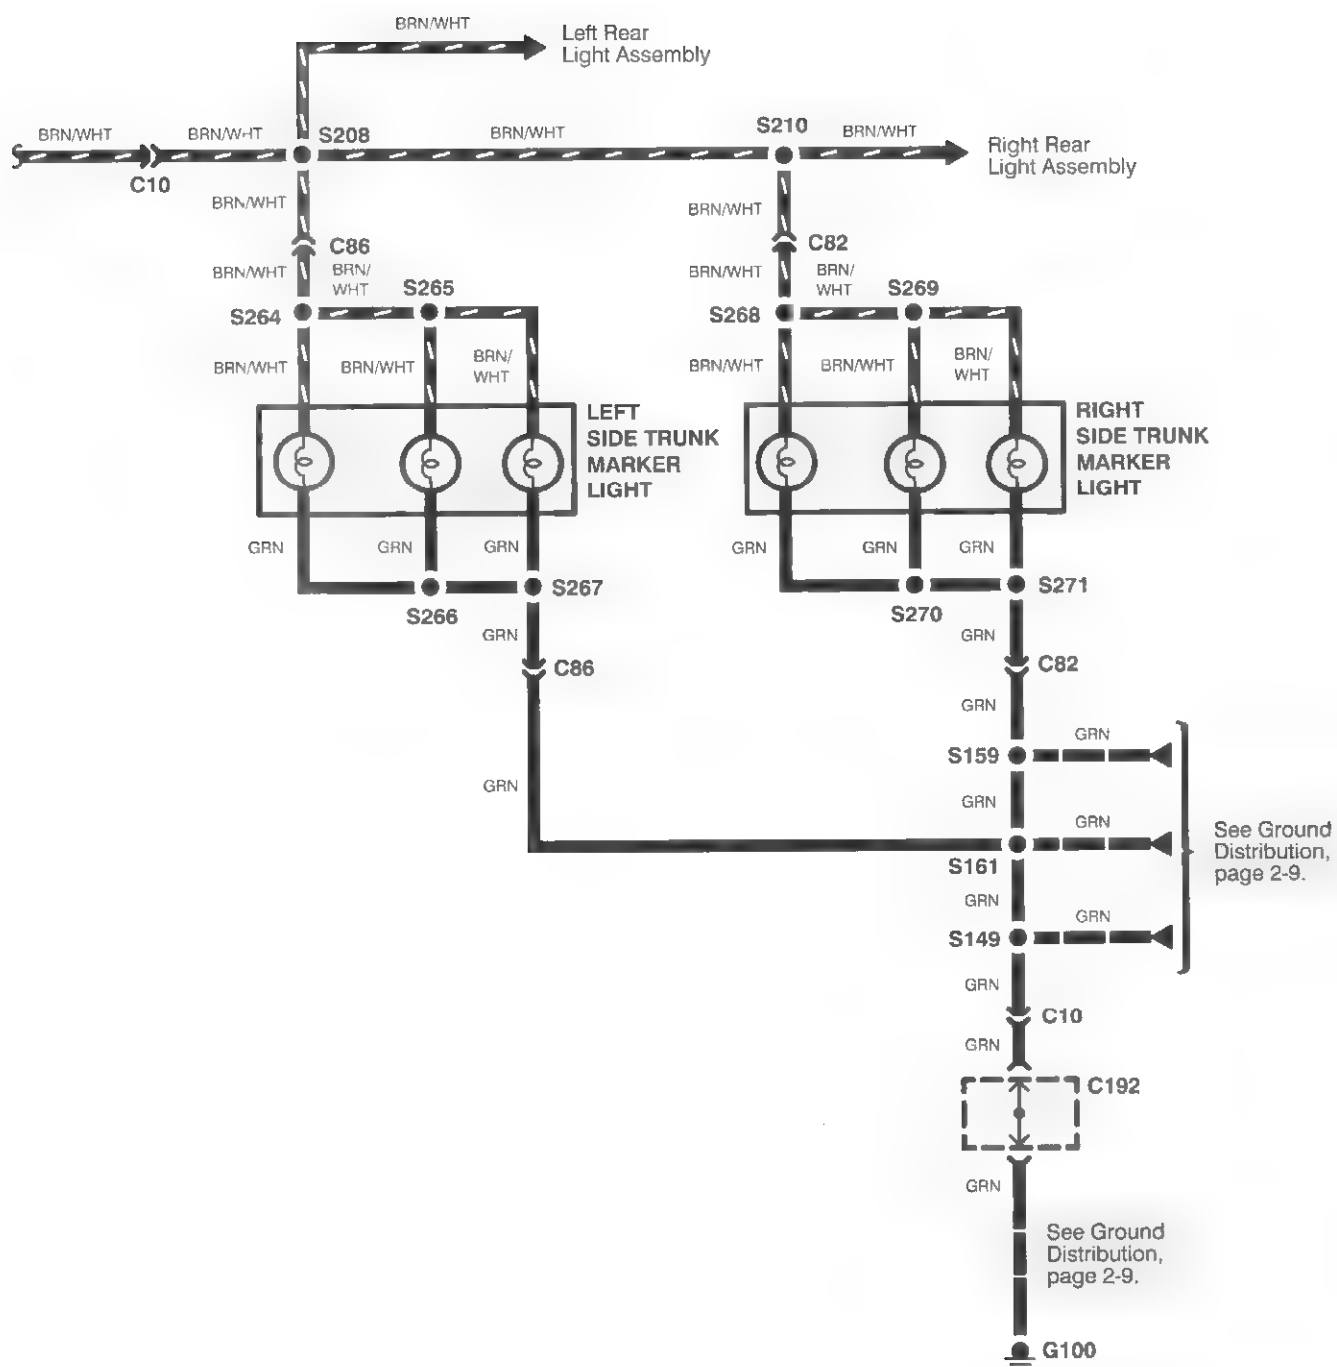 BRN/WHT
Left Rear
Light Assembly
BRN/WHT
BRN/WHT
S208
BRN/WHT
S210
BRN/WHT
Right Rear
Light Assembly
C10
BRN/WHT
BRN/WHT
C86
C82
BRN/WHT
BRN/
WHT
S265
BRN/WHT
BRN/
WHT
S269
S264
S268
BRN/WHT
BRN/WHT
BRN/
WHT
BRN/WHT
BRN/WHT
BRN/
WHT
LEFT
SIDE TRUNK
MARKER
LIGHT
RIGHT
SIDE TRUNK
MARKER
LIGHT
GRN
GRN
GRN
GRN
GRN
GRN
S267
S271
S266
S270
GRN
GRN
C86
C82
GRN
GRN
S159
GRN
GRN
GRN
See Ground
Distribution,
page 2-9.
S161
GRN
GRN
S149
GRN
C10
GRN
C192
GRN
See Ground
Distribution,
page 2-9.
G100